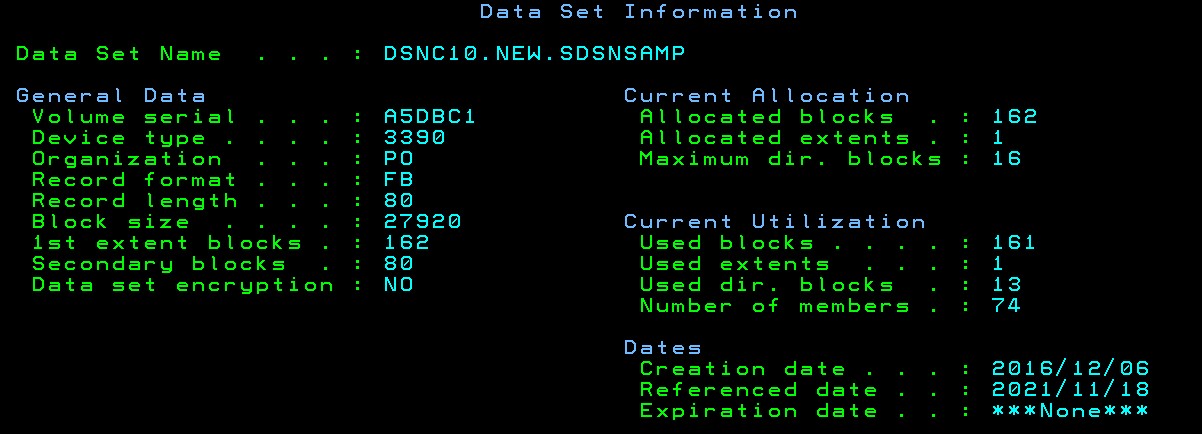 Data Set Information
Data Set Name  . . . : DSNC10.NEW.SDSNSAMP
General Data
Volume serial . . . : A5DBC1
Device type . . . . : 3390
Organization  . . . : PO
Record format . . . : FB
Record length . . . : 80
Block size  . . . . : 27920
1st extent blocks . : 162
Secondary blocks  . : 80
Data set encryption : NO
Current Allocation
Allocated blocks  . : 162
Allocated extents . : 1
Maximum dir. blocks : 16
Current Utilization
Used blocks . . . . : 161
Used extents  . . . : 1
Used dir. blocks  . : 13
Number of members . : 74
Dates
Creation date . . . : 2016/12/06
Referenced date . . : 2021/11/18
Expiration date . . : ***None***